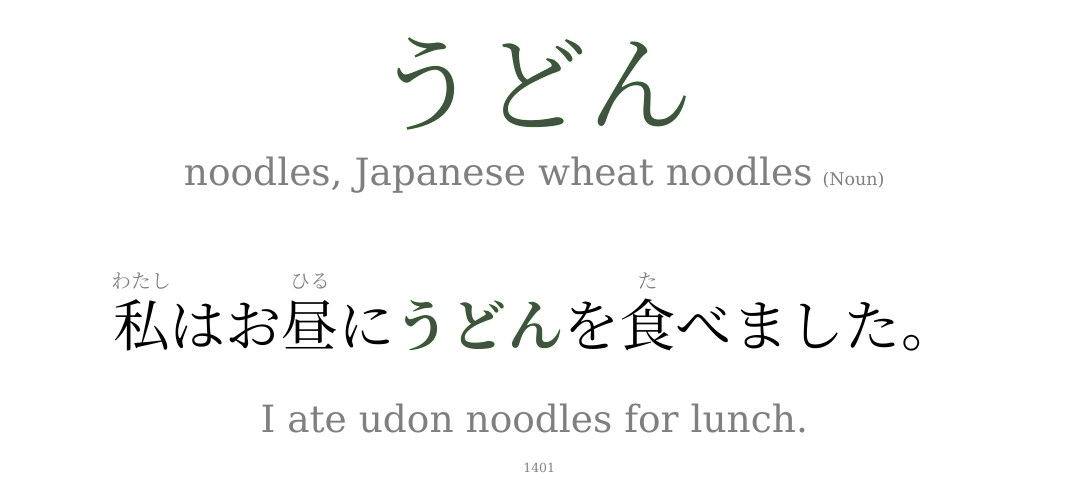 うどん
noodles, Japanese wheat noodles (Noun)
わたし ひる た
私はお昼にうどんを食べました。
I ate udon noodles for lunch.
1401